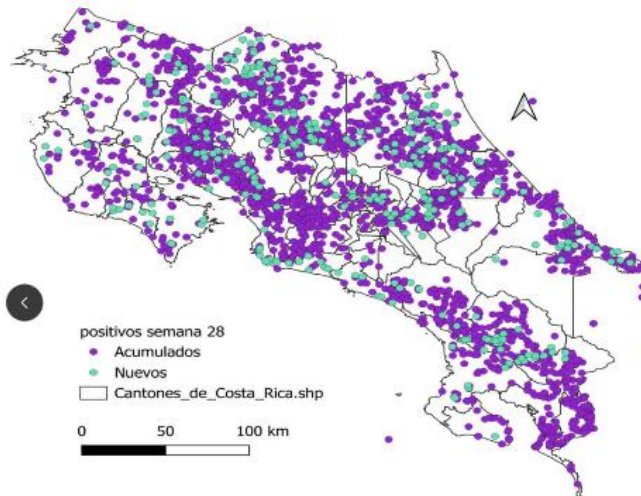 positivos semana 28
Acumulados
Nuevos
Cantones_de_Costa_Rica.shp
0 50 100 km